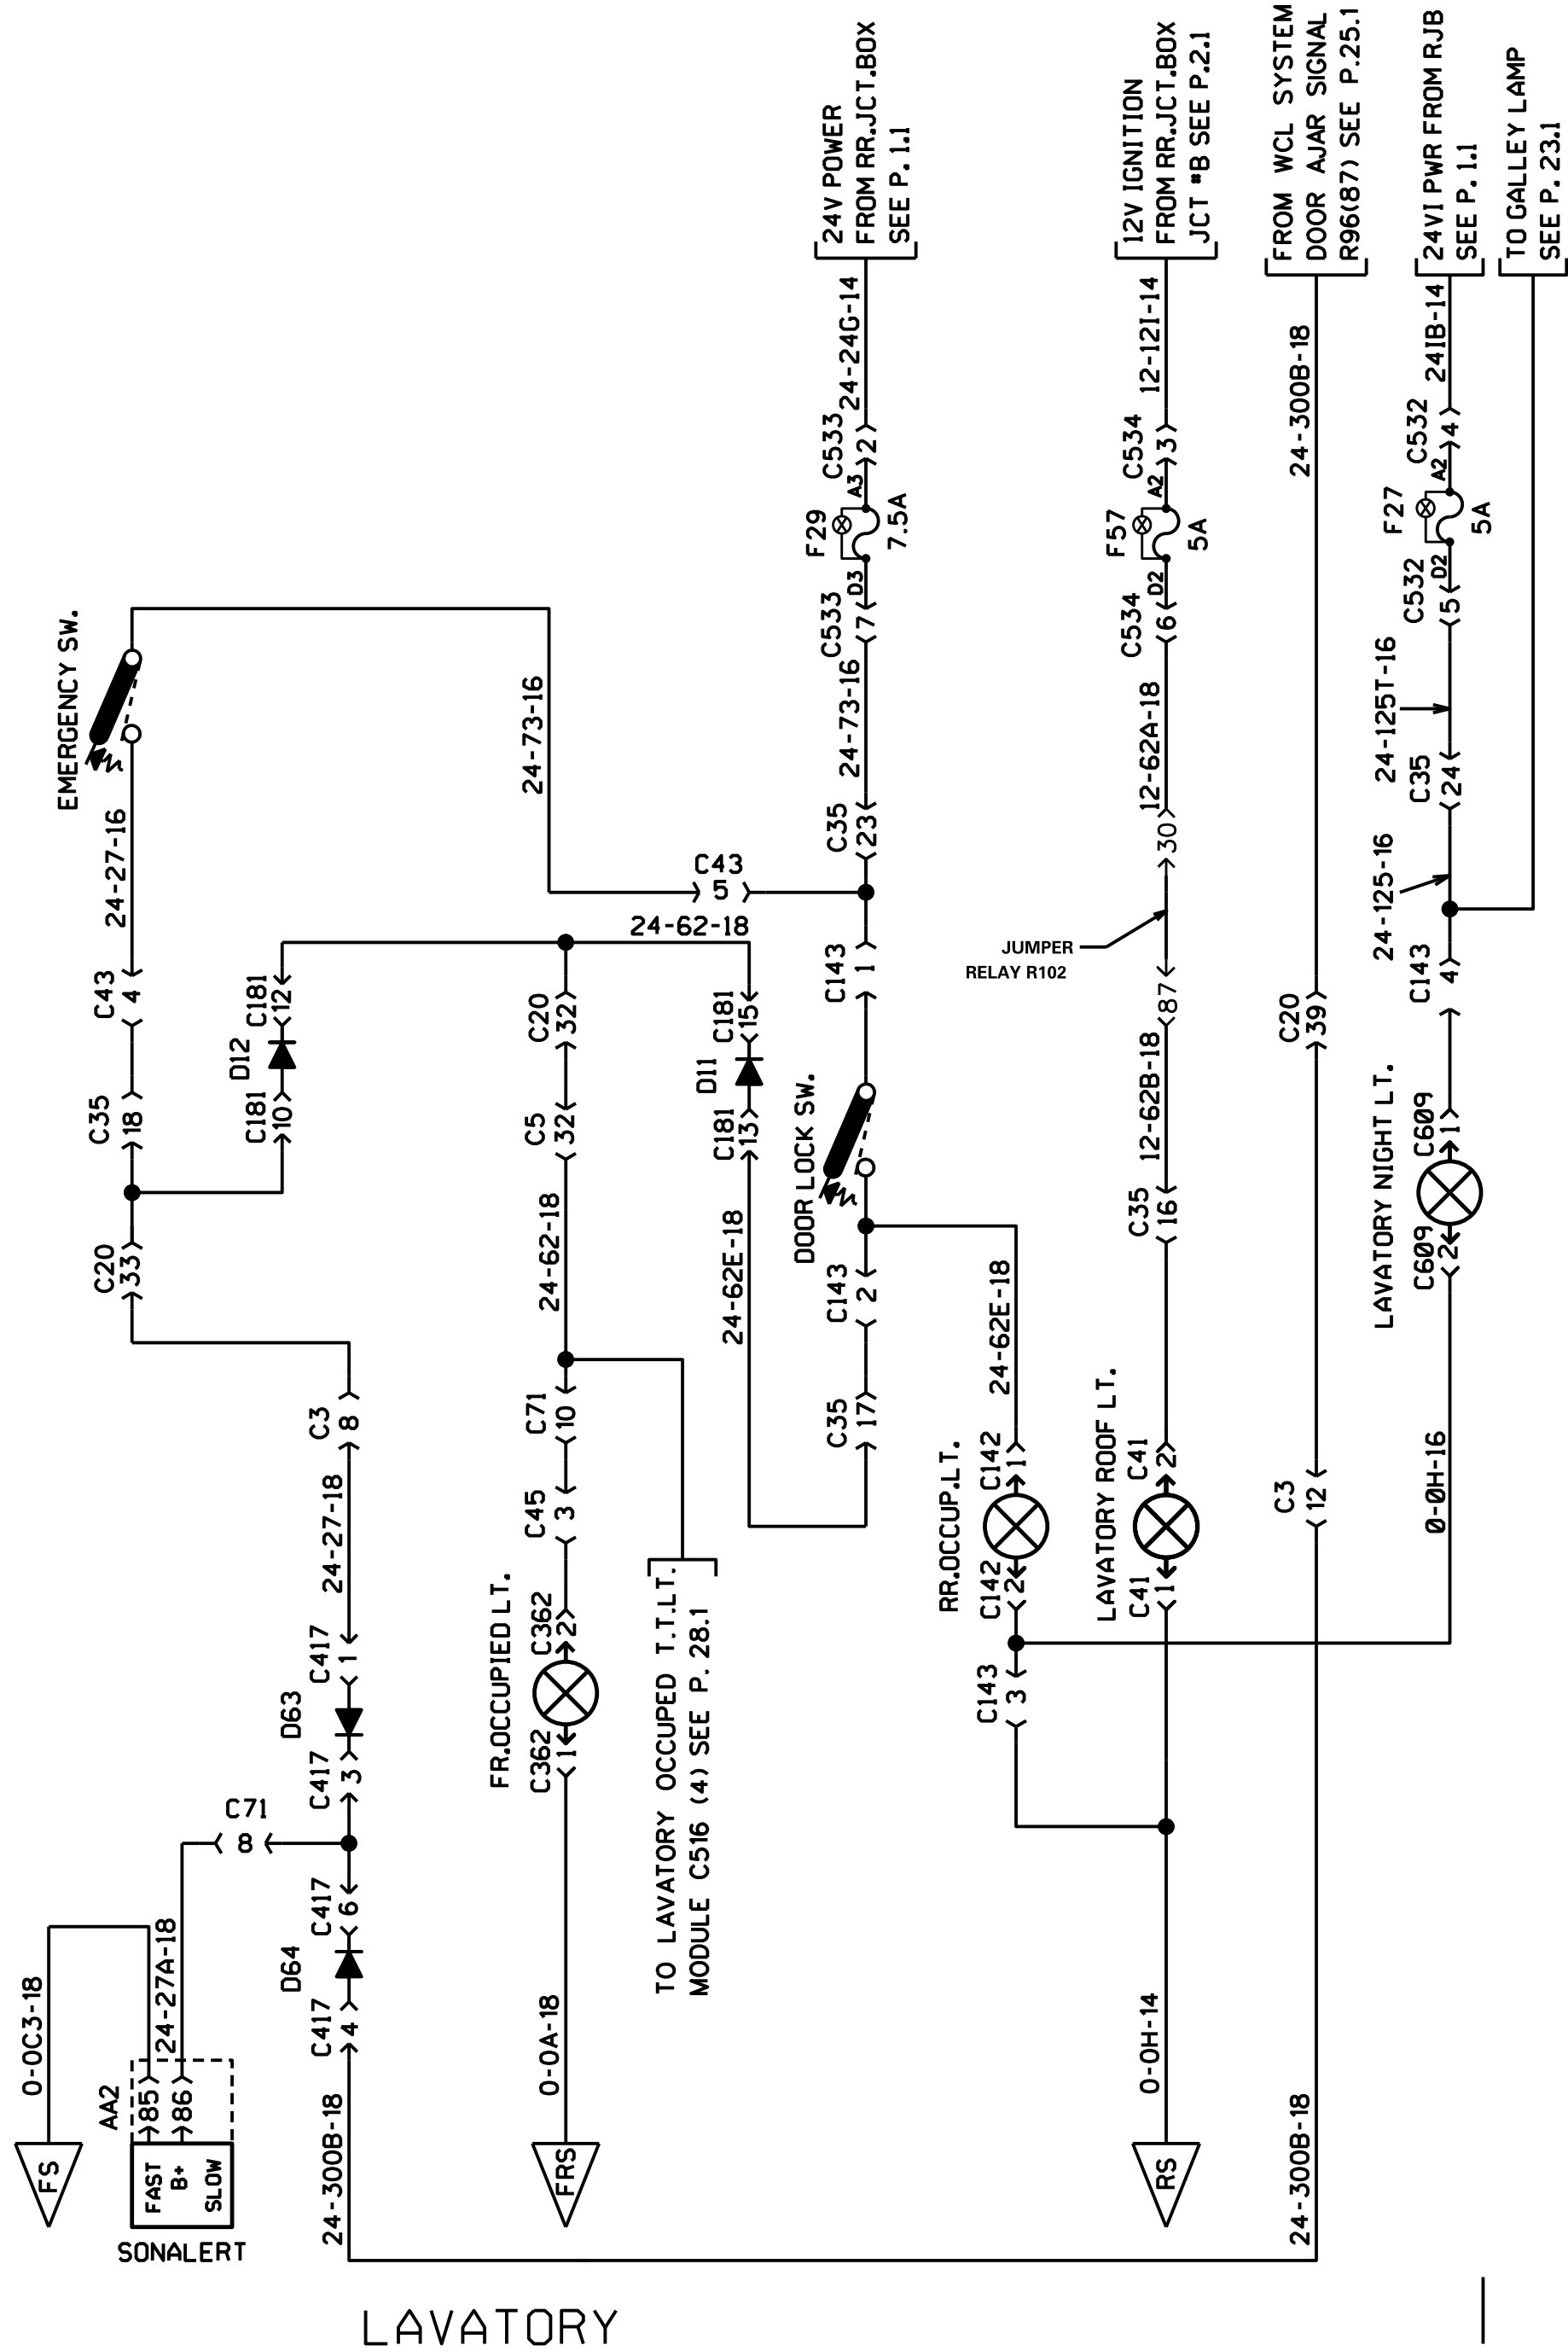 LAVATORY
EMERGENCY SW.
24-27-16
C43
4
C35
18
C20
33
C3
8
24-27-18
C417
1
D63
C417
3
C71
8
C417
6
D64
C417
4
24-300B-18
0-0C3-18
24-27A-18
AA2
85
86
FS
FAST
B+
SLOW
SONALERT
24-73-16
C43
5
24-62-18
C181
12
D12
C181
10
C20
32
C5
32
24-62-18
C71
10
C45
3
FR.OCCUPIED LT.
C362
2
C362
1
0-0A-18
FRS
TO LAVATORY OCCUPED T.T.LT.
MODULE C516 (4) SEE P. 28.1
C181
15
D11
C181
13
24-62E-18
24V POWER
FROM RR.JCT.BOX
SEE P. 1.1
24-24G-14
C533
2
A3
F29
7.5A
D3
C533
7
24-73-16
C35
23
C143
1
DOOR LOCK SW.
C143
2
C35
17
24-62E-18
RR.OCCUP.LT.
C142
1
C142
2
C143
3
12V IGNITION
FROM RR.JCT.BOX
JCT #B SEE P.2.1
12-12I-14
C534
3
A2
F57
5A
D2
C534
6
12-62A-18
30
JUMPER
RELAY R102
87
12-62B-18
C35
16
LAVATORY ROOF LT.
C41
2
C41
1
0-0H-14
RS
FROM WCL SYSTEM
DOOR AJAR SIGNAL
R96(87) SEE P.25.1
24-300B-18
C20
39
C3
12
24-300B-18
24VI PWR FROM RJB
SEE P. 1.1
24IB-14
C532
4
A2
F27
5A
D2
C532
5
24-125T-16
C35
24
24-125-16
C143
4
LAVATORY NIGHT LT.
C609
1
C609
2
0-0H-16
TO GALLEY LAMP
SEE P. 23.1